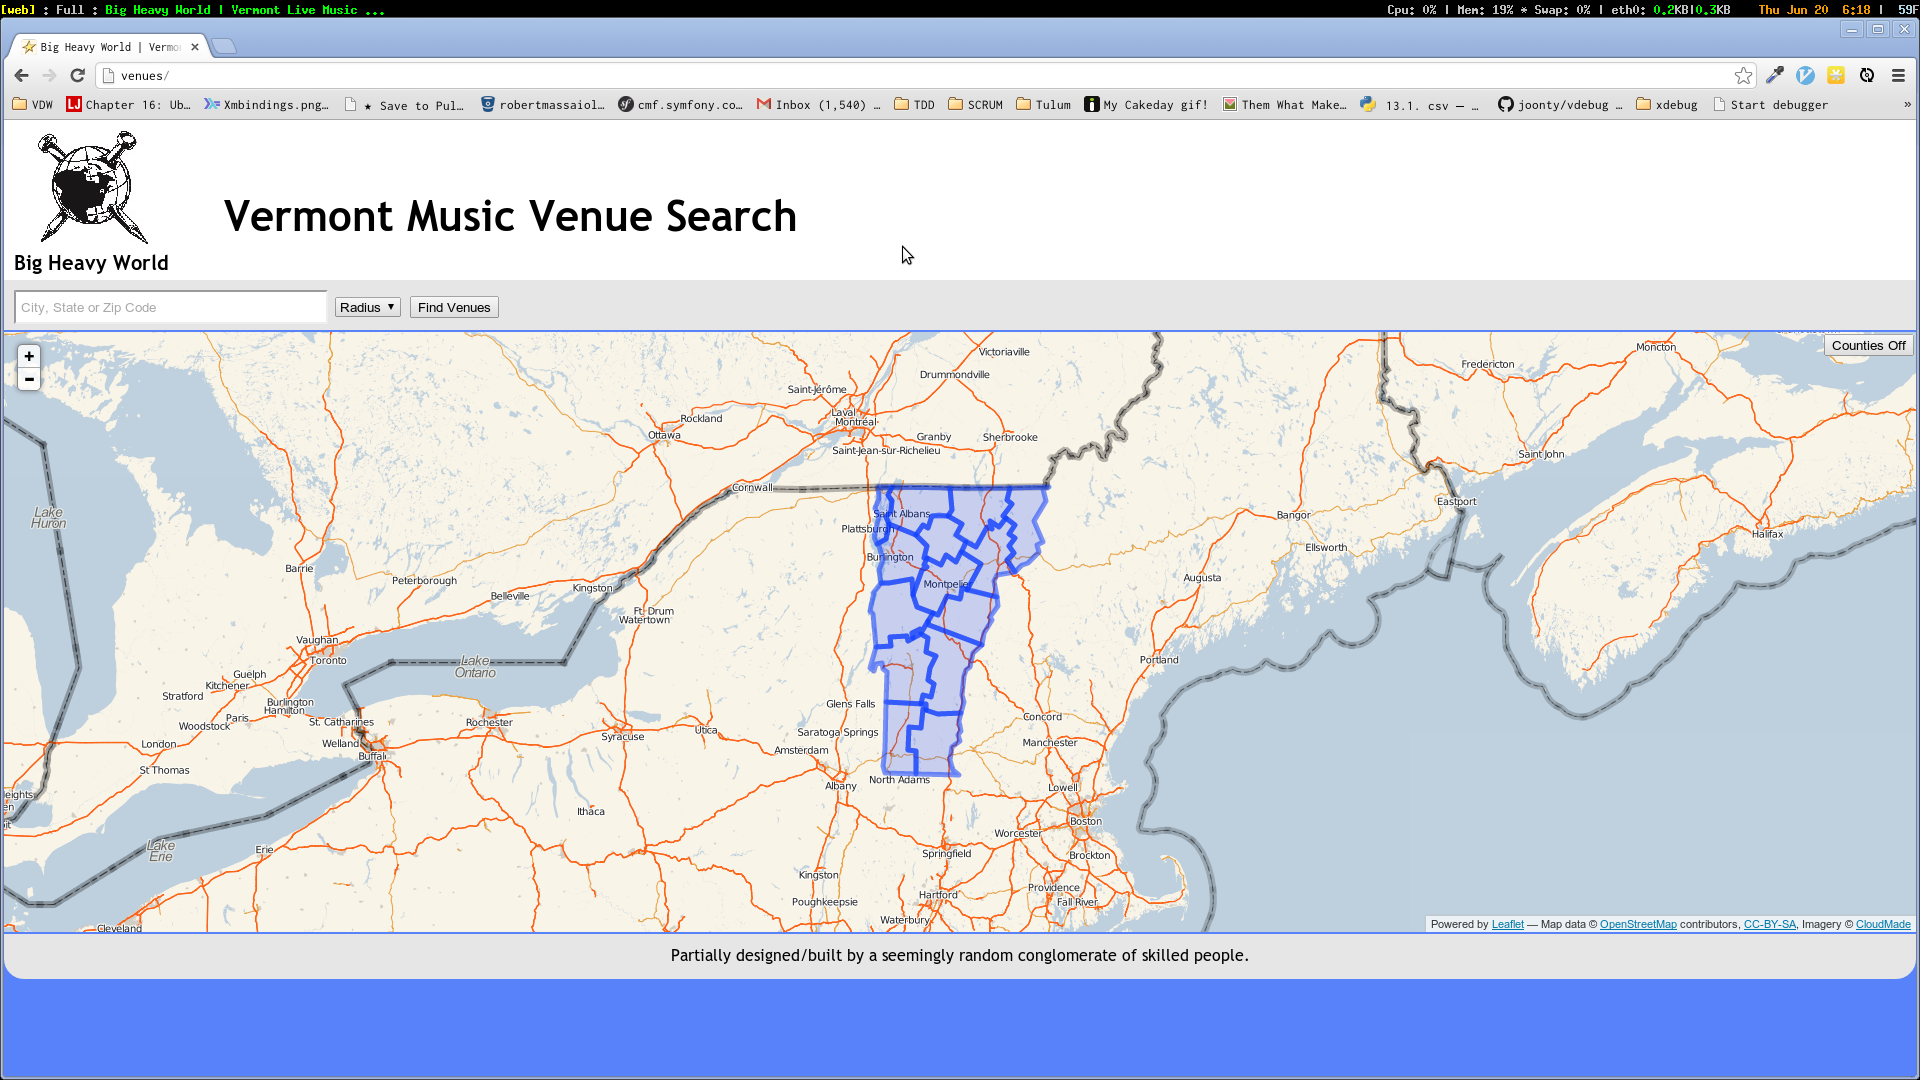 [web] : Full : Big Heavy World | Vermont Live Music ...
Cpu: 0% | Mem: 19% * Swap: 0% | eth0: 0.2KB|0.3KB Thu Jun 20 6:18 | 59F
Big Heavy World | Vermo
venues/
VDW
Chapter 16: Ub…
Xmbindings.png…
★ Save to Pul…
robertmassaiol…
cmf.symfony.co…
Inbox (1,540) …
TDD
SCRUM
Tulum
My Cakeday gif!
Them What Make…
13.1. csv — …
joonty/vdebug …
xdebug
Start debugger
»
Vermont Music Venue Search
Big Heavy World
City, State or Zip Code
Radius
Find Venues
+
-
Counties Off
Victoriaville
Drummondville
Saint-Jérôme
Laval
Montréal
Rockland
Ottawa
Granby
Sherbrooke
Saint-Jean-sur-Richelieu
Cornwall
Moncton
Fredericton
Saint John
Eastport
Halifax
Bangor
Ellsworth
Augusta
Portland
Lake
Huron
Saint Albans
Plattsburgh
Burlington
Montpelier
Barrie
Peterborough
Belleville
Kingston
Ft. Drum
Watertown
Vaughan
Toronto
Lake
Ontario
Guelph
Kitchener
Stratford
Burlington
Hamilton
Paris
Woodstock
St. Catharines
Welland
Buffalo
London
St Thomas
Rochester
Syracuse
Utica
Glens Falls
Saratoga Springs
Amsterdam
North Adams
Albany
Concord
Manchester
Lowell
Boston
Worcester
Springfield
Brockton
Providence
Fall River
Hartford
Waterbury
Kingston
Poughkeepsie
Ithaca
eights
en
Lake
Erie
Erie
Cleveland
Powered by Leaflet — Map data © OpenStreetMap contributors, CC-BY-SA, Imagery © CloudMade
Partially designed/built by a seemingly random conglomerate of skilled people.